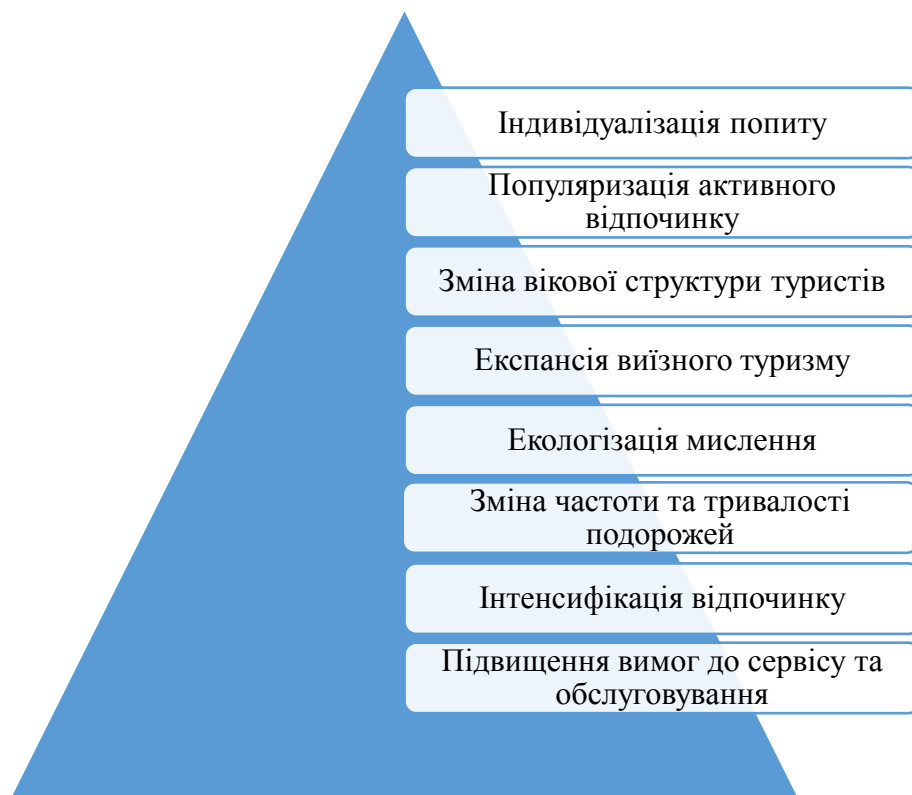 Індивідуалізація попиту
Популяризація активного
відпочинку
Зміна вікової структури туристів
Експансія виїзного туризму
Екологізація мислення
Зміна частоти та тривалості
подорожей
Інтенсифікація відпочинку
Підвищення вимог до сервісу та
обслуговування